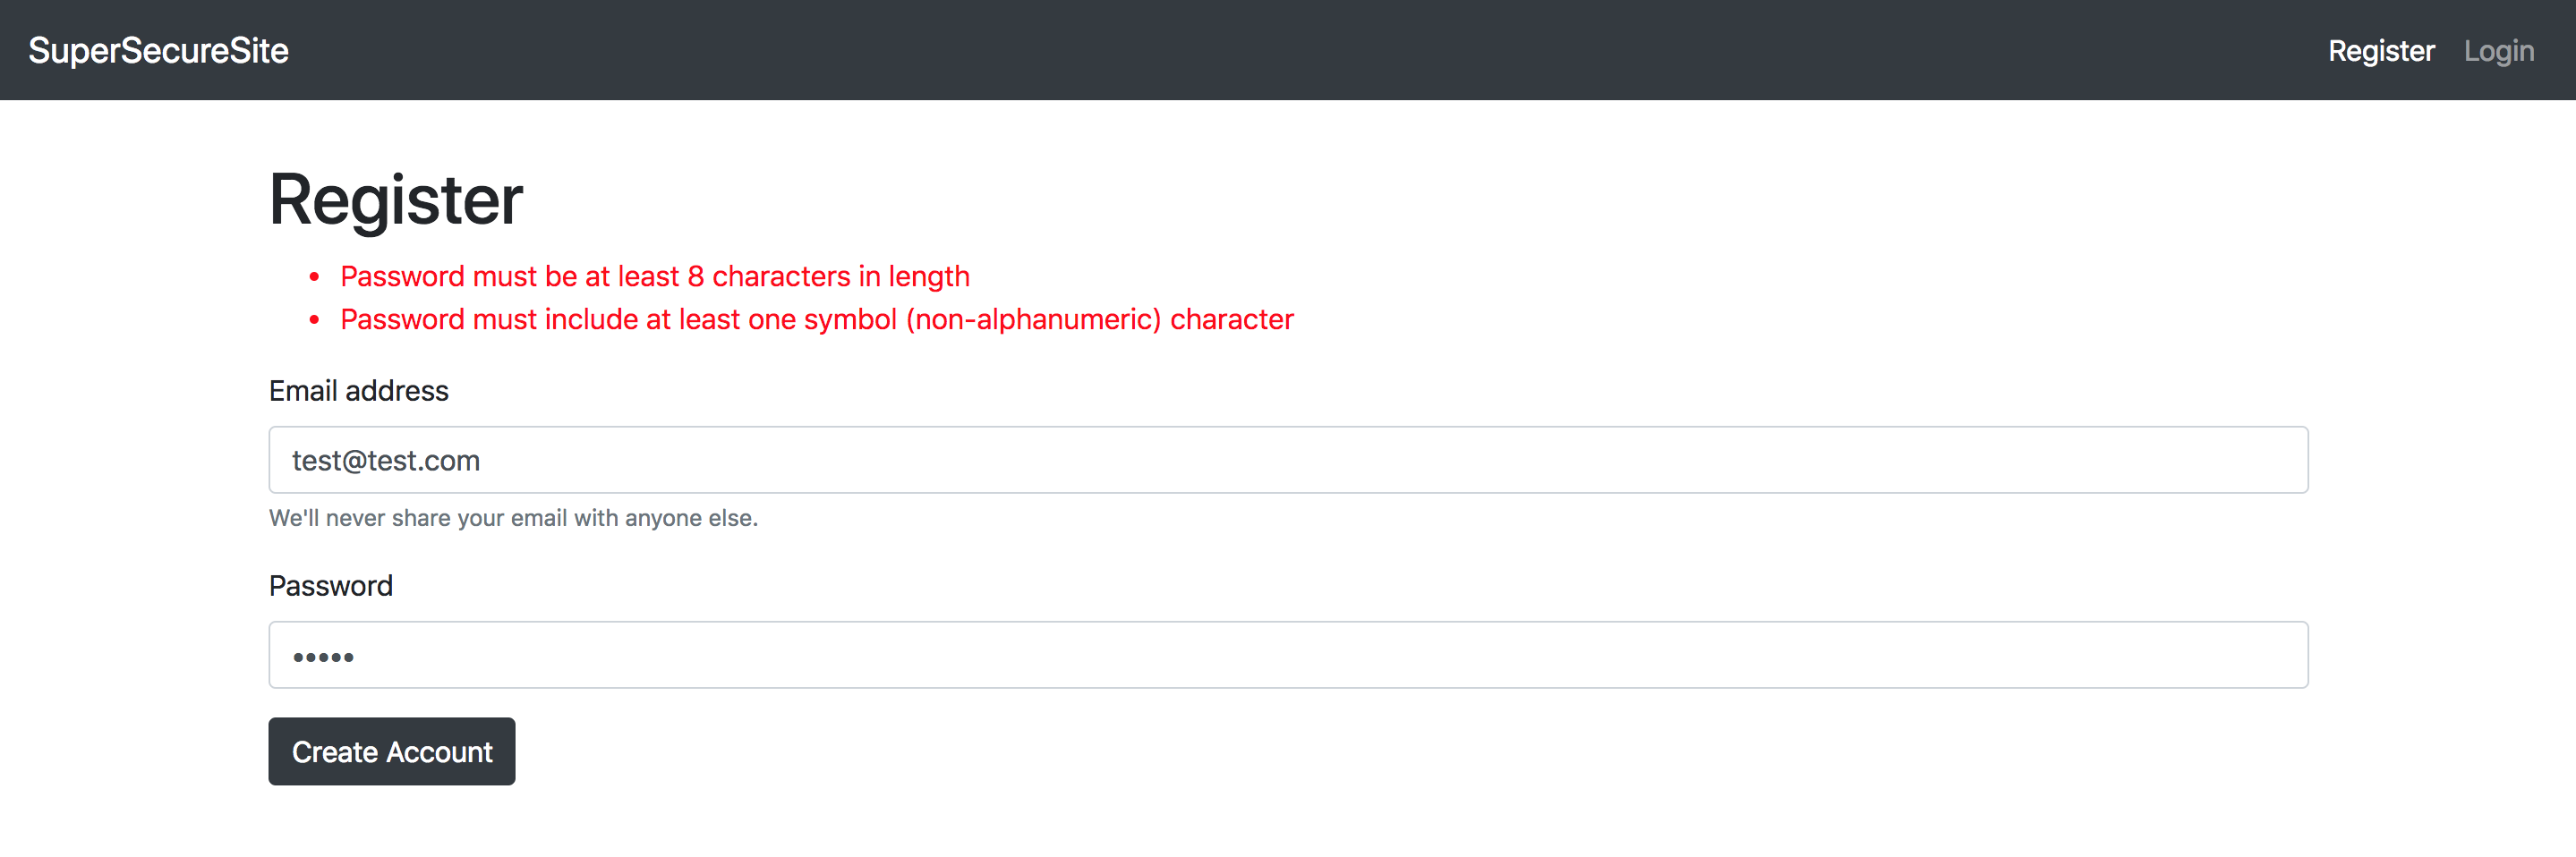 SuperSecureSite
Register Login
Register
• Password must be at least 8 characters in length
• Password must include at least one symbol (non-alphanumeric) character
Email address
test@test.com
We'll never share your email with anyone else.
Password
•••••
Create Account